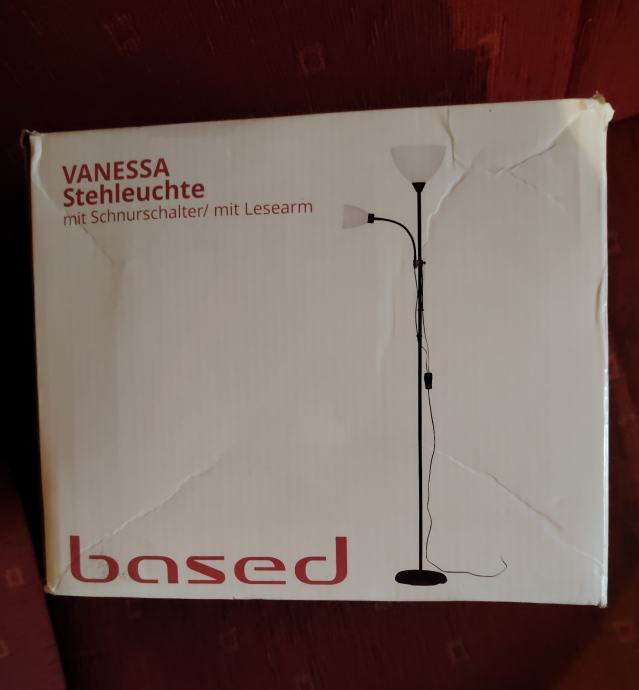 VANESSA
Stehleuchte
mit Schnurschalter/ mit Lesearm
based